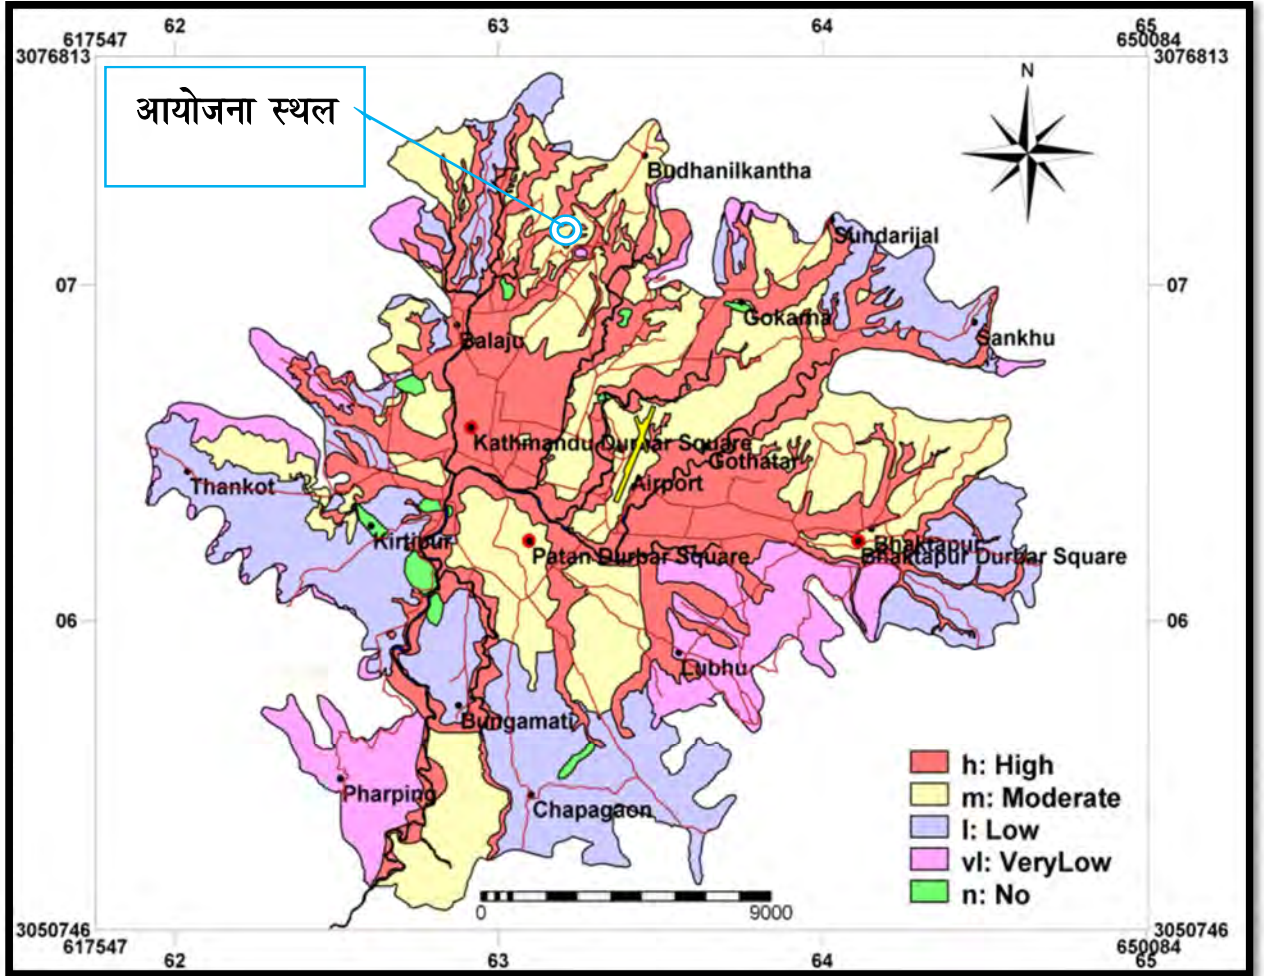 62 63 64 65
617547 650084
3076813 3076813
आयोजना स्थल
N
Budhanilkantha
Sundarijal
07 07
Gokarna
Balaju
Sankhu
Kathmandu Durbar Square
Gothatar
Thankot
Airport
Kirtipur
Bhaktapur
Patan Durbar Square
Bhaktapur Durbar Square
06 06
Lubhu
Bungamati
h: High
Pharping
m: Moderate
Chapagaon
l: Low
vl: VeryLow
n: No
0 9000
3050746 3050746
617547 650084
62 63 64 65